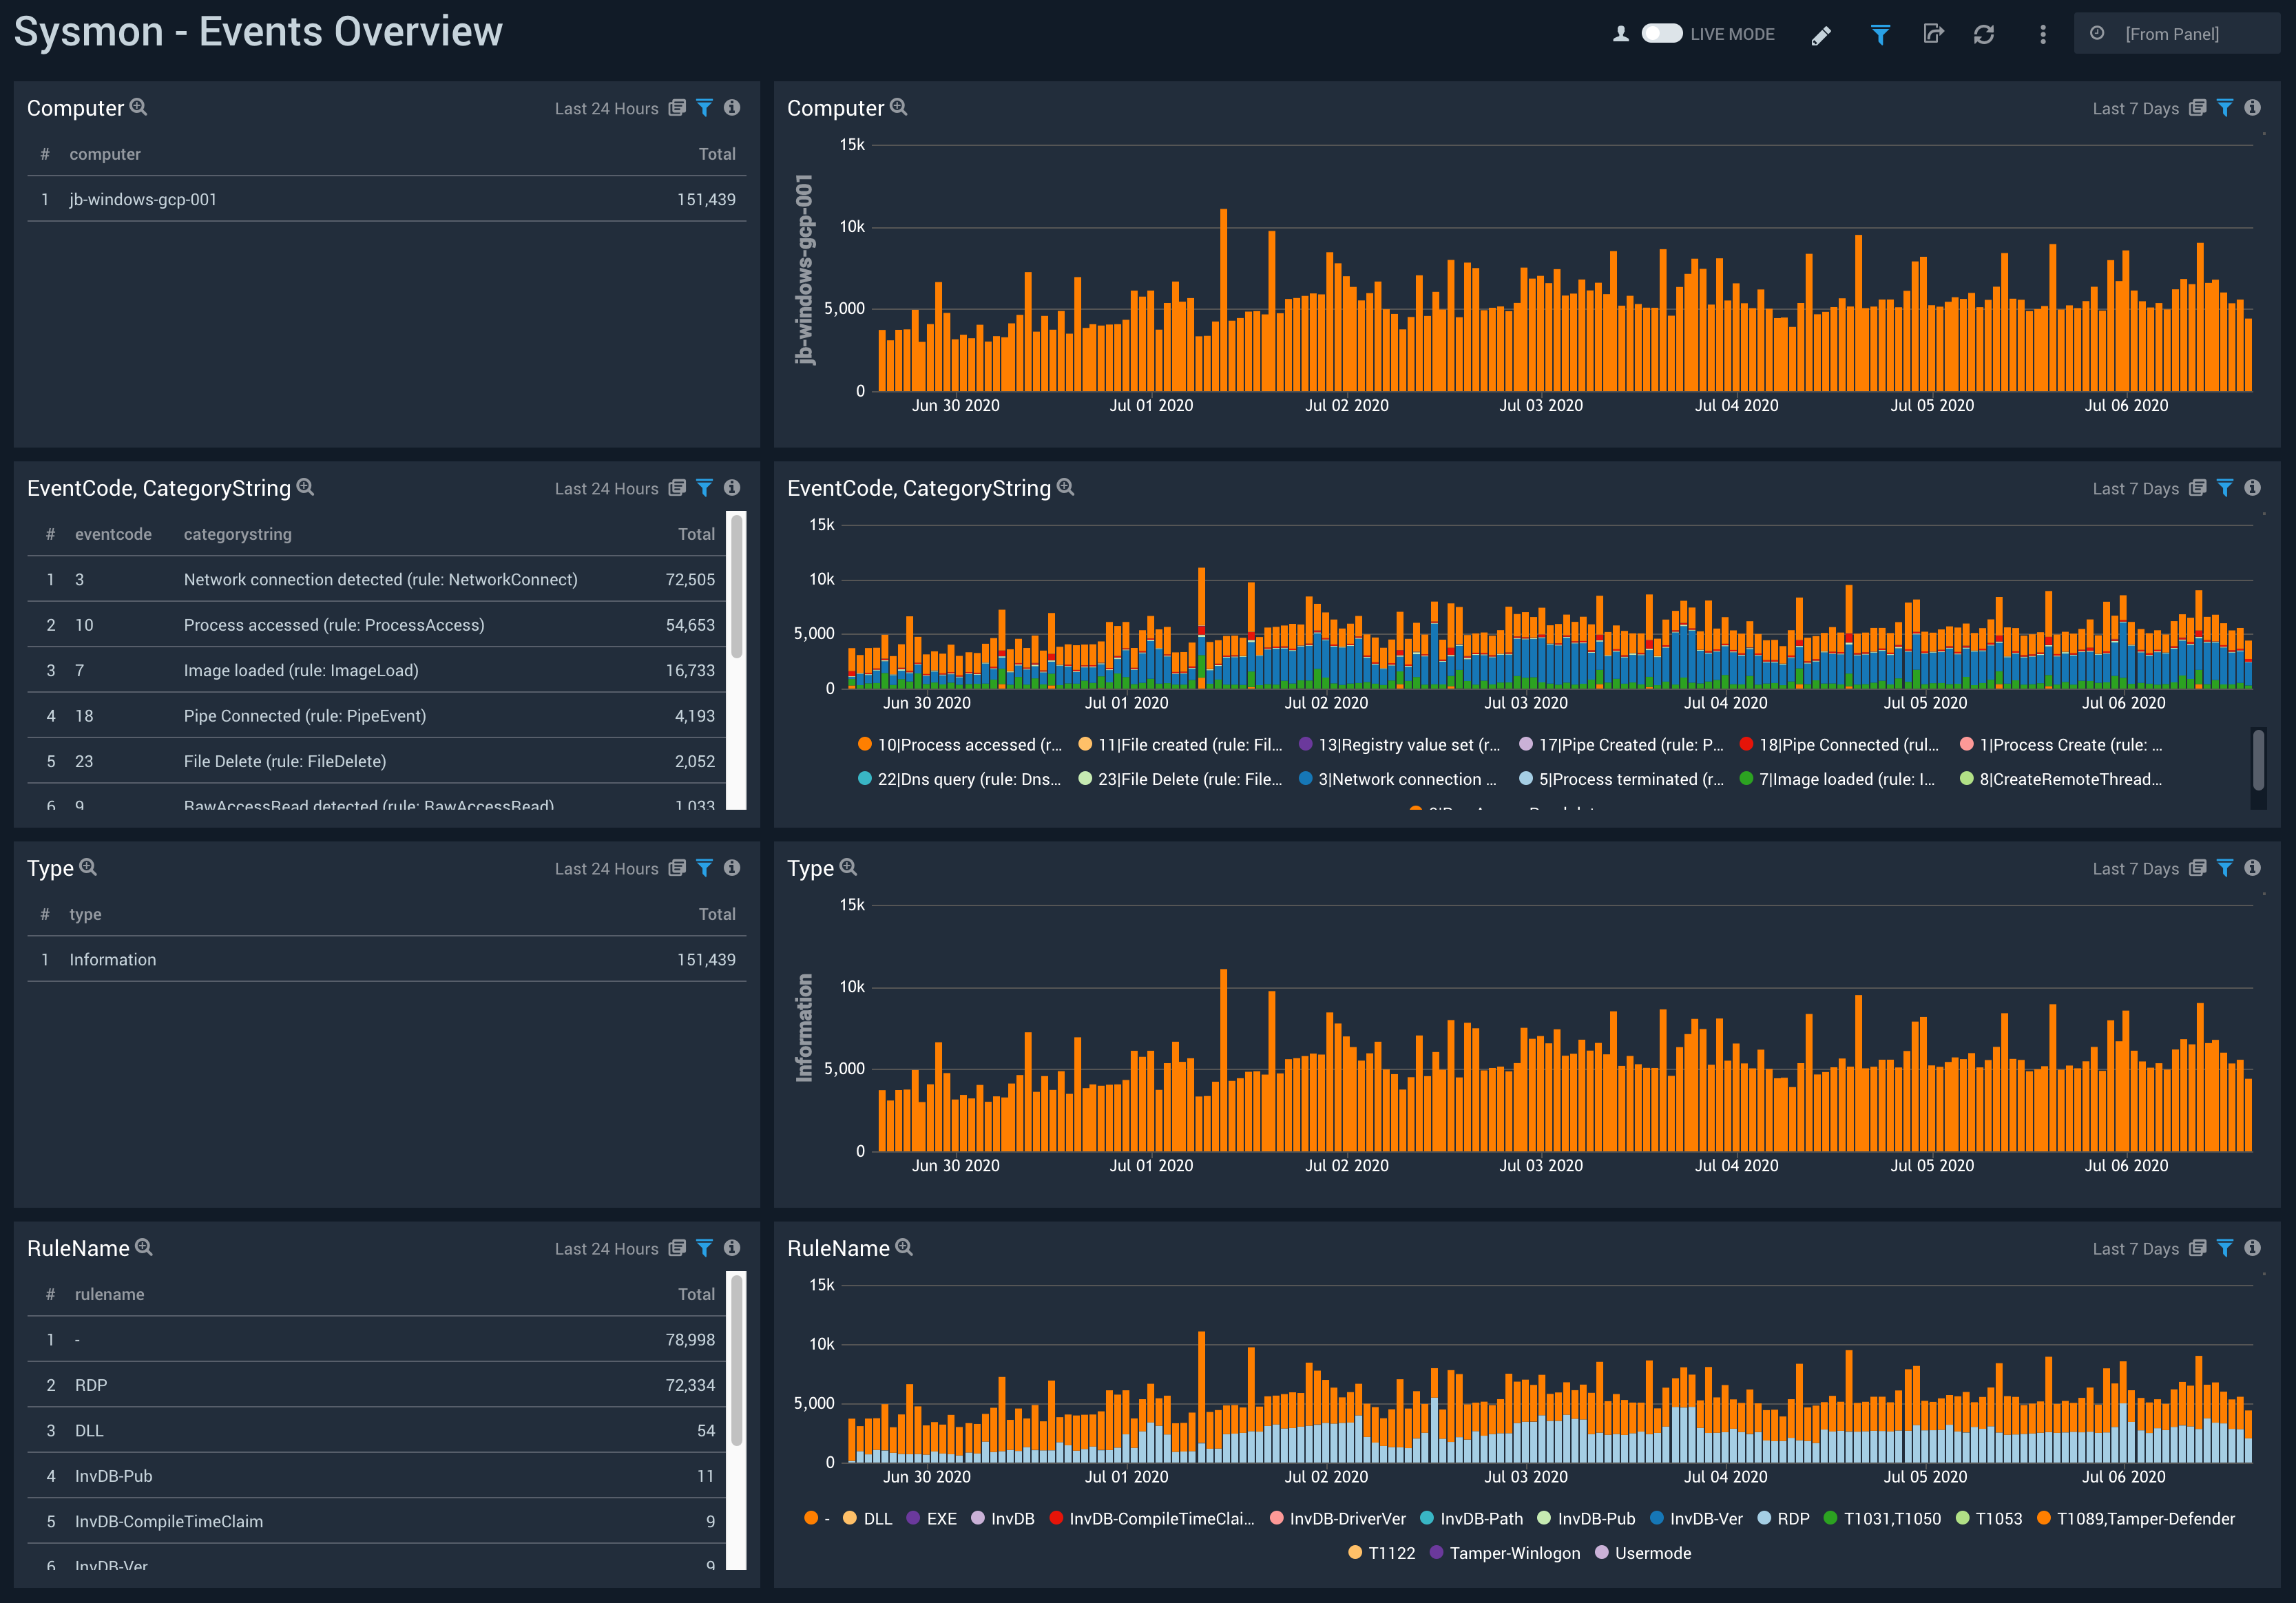 Sysmon - Events Overview
LIVE MODE
[From Panel]
Computer
Last 24 Hours
# computer Total
1 jb-windows-gcp-001 151,439
Computer
Last 7 Days
jb-windows-gcp-001
15k
10k
5,000
0
Jun 30 2020 Jul 01 2020 Jul 02 2020 Jul 03 2020 Jul 04 2020 Jul 05 2020 Jul 06 2020
EventCode, CategoryString
Last 24 Hours
# eventcode categorystring Total
1 3 Network connection detected (rule: NetworkConnect) 72,505
2 10 Process accessed (rule: ProcessAccess) 54,653
3 7 Image loaded (rule: ImageLoad) 16,733
4 18 Pipe Connected (rule: PipeEvent) 4,193
5 23 File Delete (rule: FileDelete) 2,052
6 9 RawAccessRead detected (rule: RawAccessRead) 1,033
EventCode, CategoryString
Last 7 Days
15k
10k
5,000
0
Jun 30 2020 Jul 01 2020 Jul 02 2020 Jul 03 2020 Jul 04 2020 Jul 05 2020 Jul 06 2020
10|Process accessed (r... 11|File created (rule: Fil... 13|Registry value set (r... 17|Pipe Created (rule: P... 18|Pipe Connected (rul... 1|Process Create (rule: ...
22|Dns query (rule: Dns... 23|File Delete (rule: File... 3|Network connection ... 5|Process terminated (r... 7|Image loaded (rule: I... 8|CreateRemoteThread...
Type
Last 24 Hours
# type Total
1 Information 151,439
Type
Last 7 Days
Information
15k
10k
5,000
0
Jun 30 2020 Jul 01 2020 Jul 02 2020 Jul 03 2020 Jul 04 2020 Jul 05 2020 Jul 06 2020
RuleName
Last 24 Hours
# rulename Total
1 - 78,998
2 RDP 72,334
3 DLL 54
4 InvDB-Pub 11
5 InvDB-CompileTimeClaim 9
6 InvDB-Ver 9
RuleName
Last 7 Days
15k
10k
5,000
0
Jun 30 2020 Jul 01 2020 Jul 02 2020 Jul 03 2020 Jul 04 2020 Jul 05 2020 Jul 06 2020
- DLL EXE InvDB InvDB-CompileTimeClai... InvDB-DriverVer InvDB-Path InvDB-Pub InvDB-Ver RDP T1031,T1050 T1053 T1089,Tamper-Defender
T1122 Tamper-Winlogon Usermode